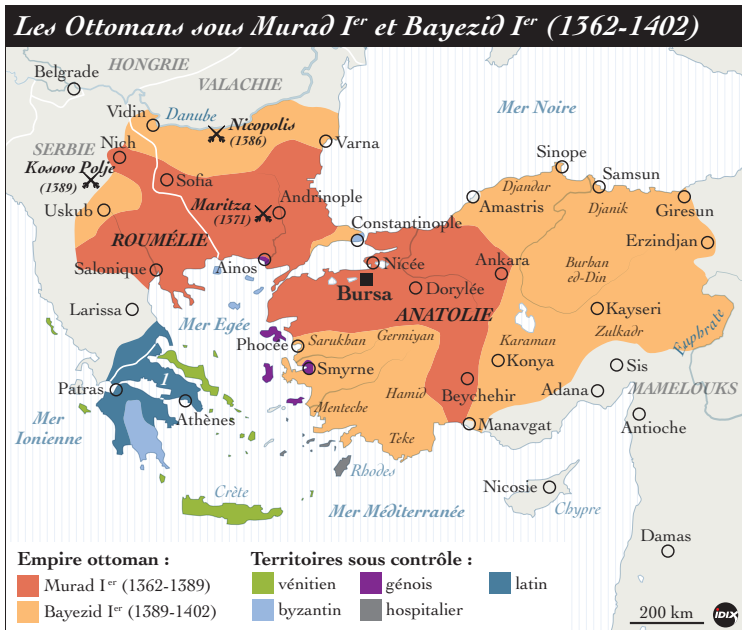 Les Ottomans sous Murad Iᵉʳ et Bayezid Iᵉʳ (1362-1402)
HONGRIE
Belgrade
VALACHIE
Vidin
Danube
Nicopolis
(1386)
Mer Noire
Varna
SERBIE
Nich
Kosovo Polje
(1389)
Sofia
Sinope
Samsun
Maritza
(1371)
Andrinople
Djandar
Amastris
Djanik
Giresun
Uskub
Constantinople
ROUMÉLIE
Erzindjan
Salonique
Ainos
Nicée
Ankara
Burhan
ed-Din
Bursa
Dorylée
Larissa
Mer Egée
ANATOLIE
Kayseri
Euphrate
Phocée
Sarukhan
Germiyan
Karaman
Zulkadr
Smyrne
Konya
Sis
Patras
1
Hamid
Beychehir
Adana
MAMELOUKS
Athènes
Menteche
Mer
Ionienne
Teke
Manavgat
Antioche
Rhodes
Crète
Nicosie
Chypre
Mer Méditerranée
Damas
Empire ottoman :
Murad Iᵉʳ (1362-1389)
Bayezid Iᵉʳ (1389-1402)
Territoires sous contrôle :
vénitien
génois
latin
byzantin
hospitalier
200 km
iDiX